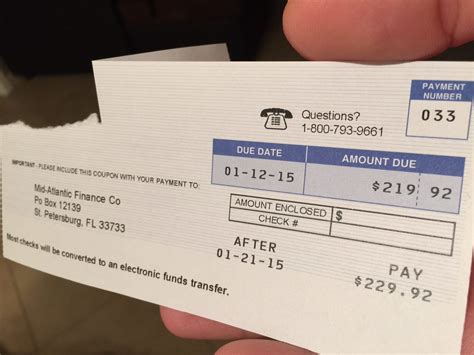 PAYMENT
NUMBER
033
Questions?
1-800-793-9661
DUE DATE
AMOUNT DUE
01-12-15
$219 92
IMPORTANT - PLEASE INCLUDE THIS COUPON WITH YOUR PAYMENT TO:
Mid-Atlantic Finance Co
Po Box 12139
St. Petersburg, FL 33733
AMOUNT ENCLOSED $
CHECK #
AFTER
01-21-15
PAY
$229.92
Most checks will be converted to an electronic funds transfer.